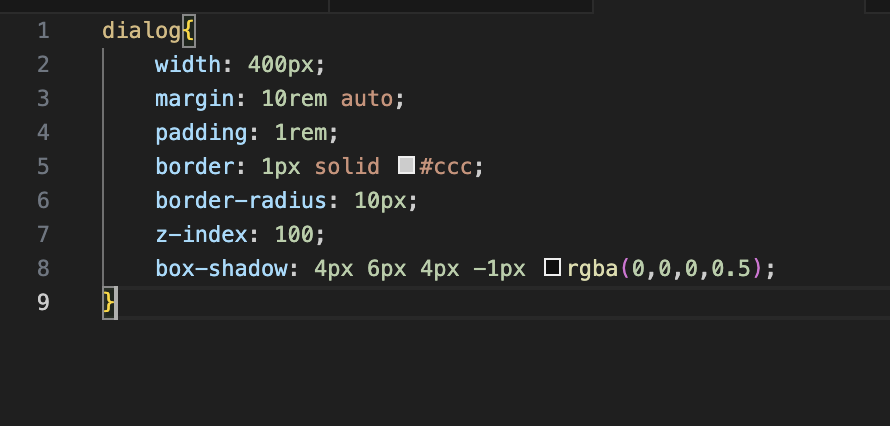 1 dialog{
2 width: 400px;
3 margin: 10rem auto;
4 padding: 1rem;
5 border: 1px solid #ccc;
6 border-radius: 10px;
7 z-index: 100;
8 box-shadow: 4px 6px 4px -1px rgba(0,0,0,0.5);
9 }